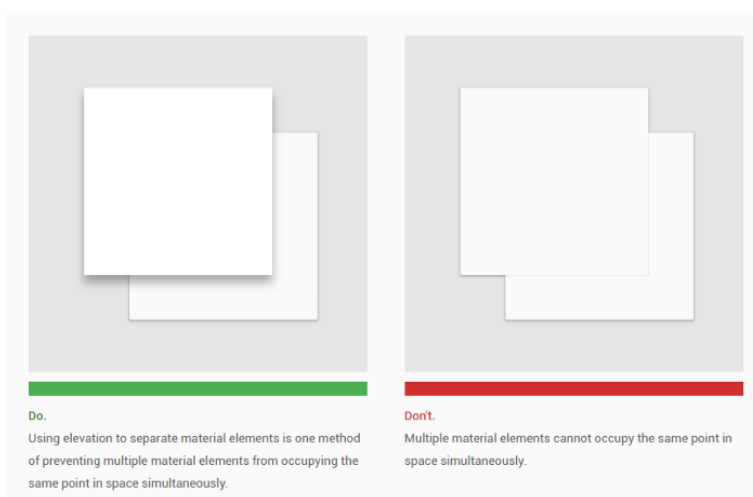 Do.
Using elevation to separate material elements is one method
of preventing multiple material elements from occupying the
same point in space simultaneously.
Don't.
Multiple material elements cannot occupy the same point in
space simultaneously.